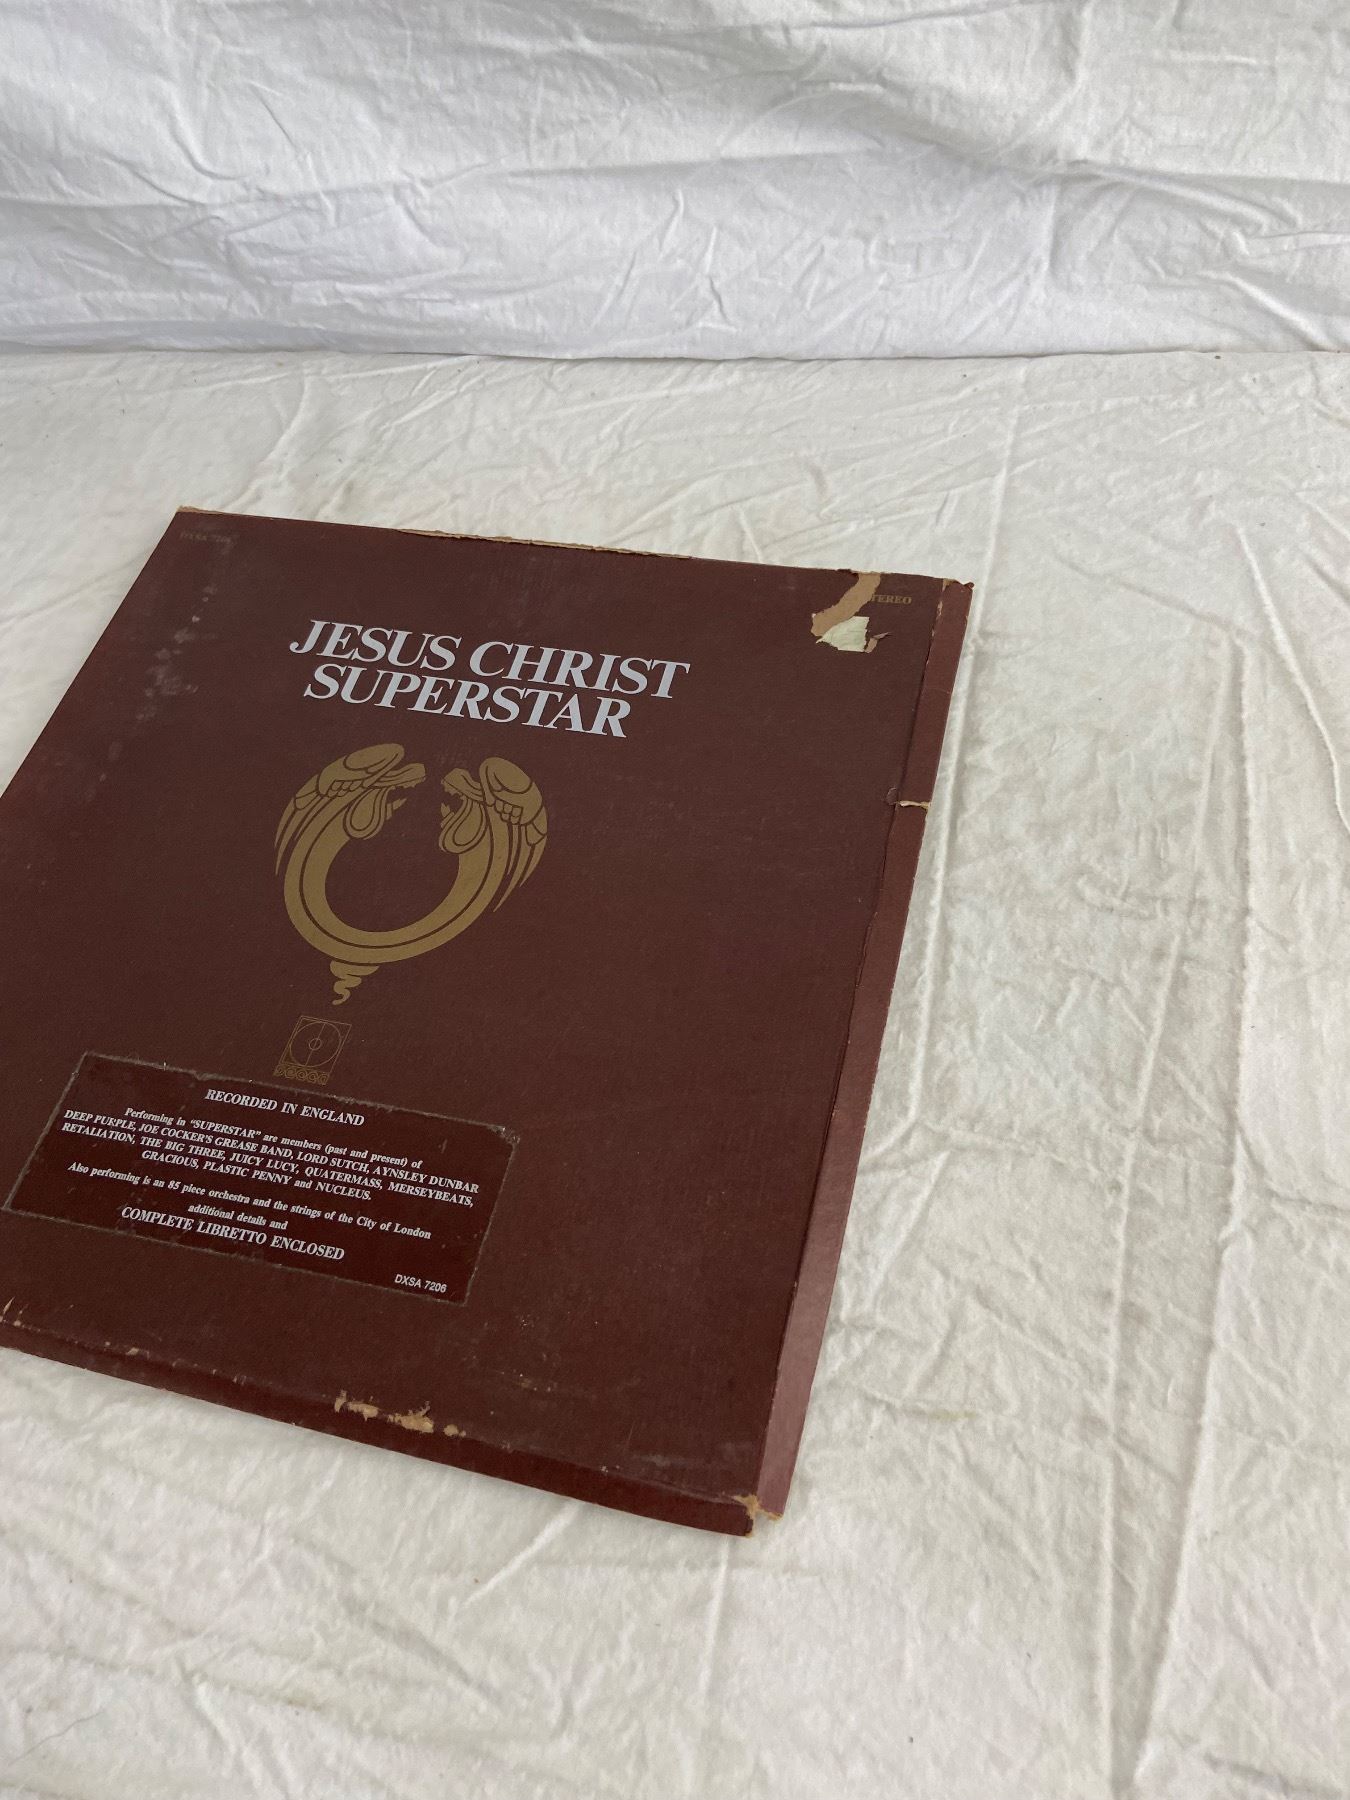 DXSA 7206
STEREO
JESUS CHRIST
SUPERSTAR
DECCA
RECORDED IN ENGLAND
Performing in "SUPERSTAR" are members (past and present) of
DEEP PURPLE, JOE COCKER'S GREASE BAND, LORD SUTCH, AYNSLEY DUNBAR
RETALIATION, THE BIG THREE, JUICY LUCY, QUATERMASS, MERSEYBEATS,
GRACIOUS, PLASTIC PENNY and NUCLEUS.
Also performing is an 85 piece orchestra and the strings of the City of London
additional details and
COMPLETE LIBRETTO ENCLOSED
DXSA 7206